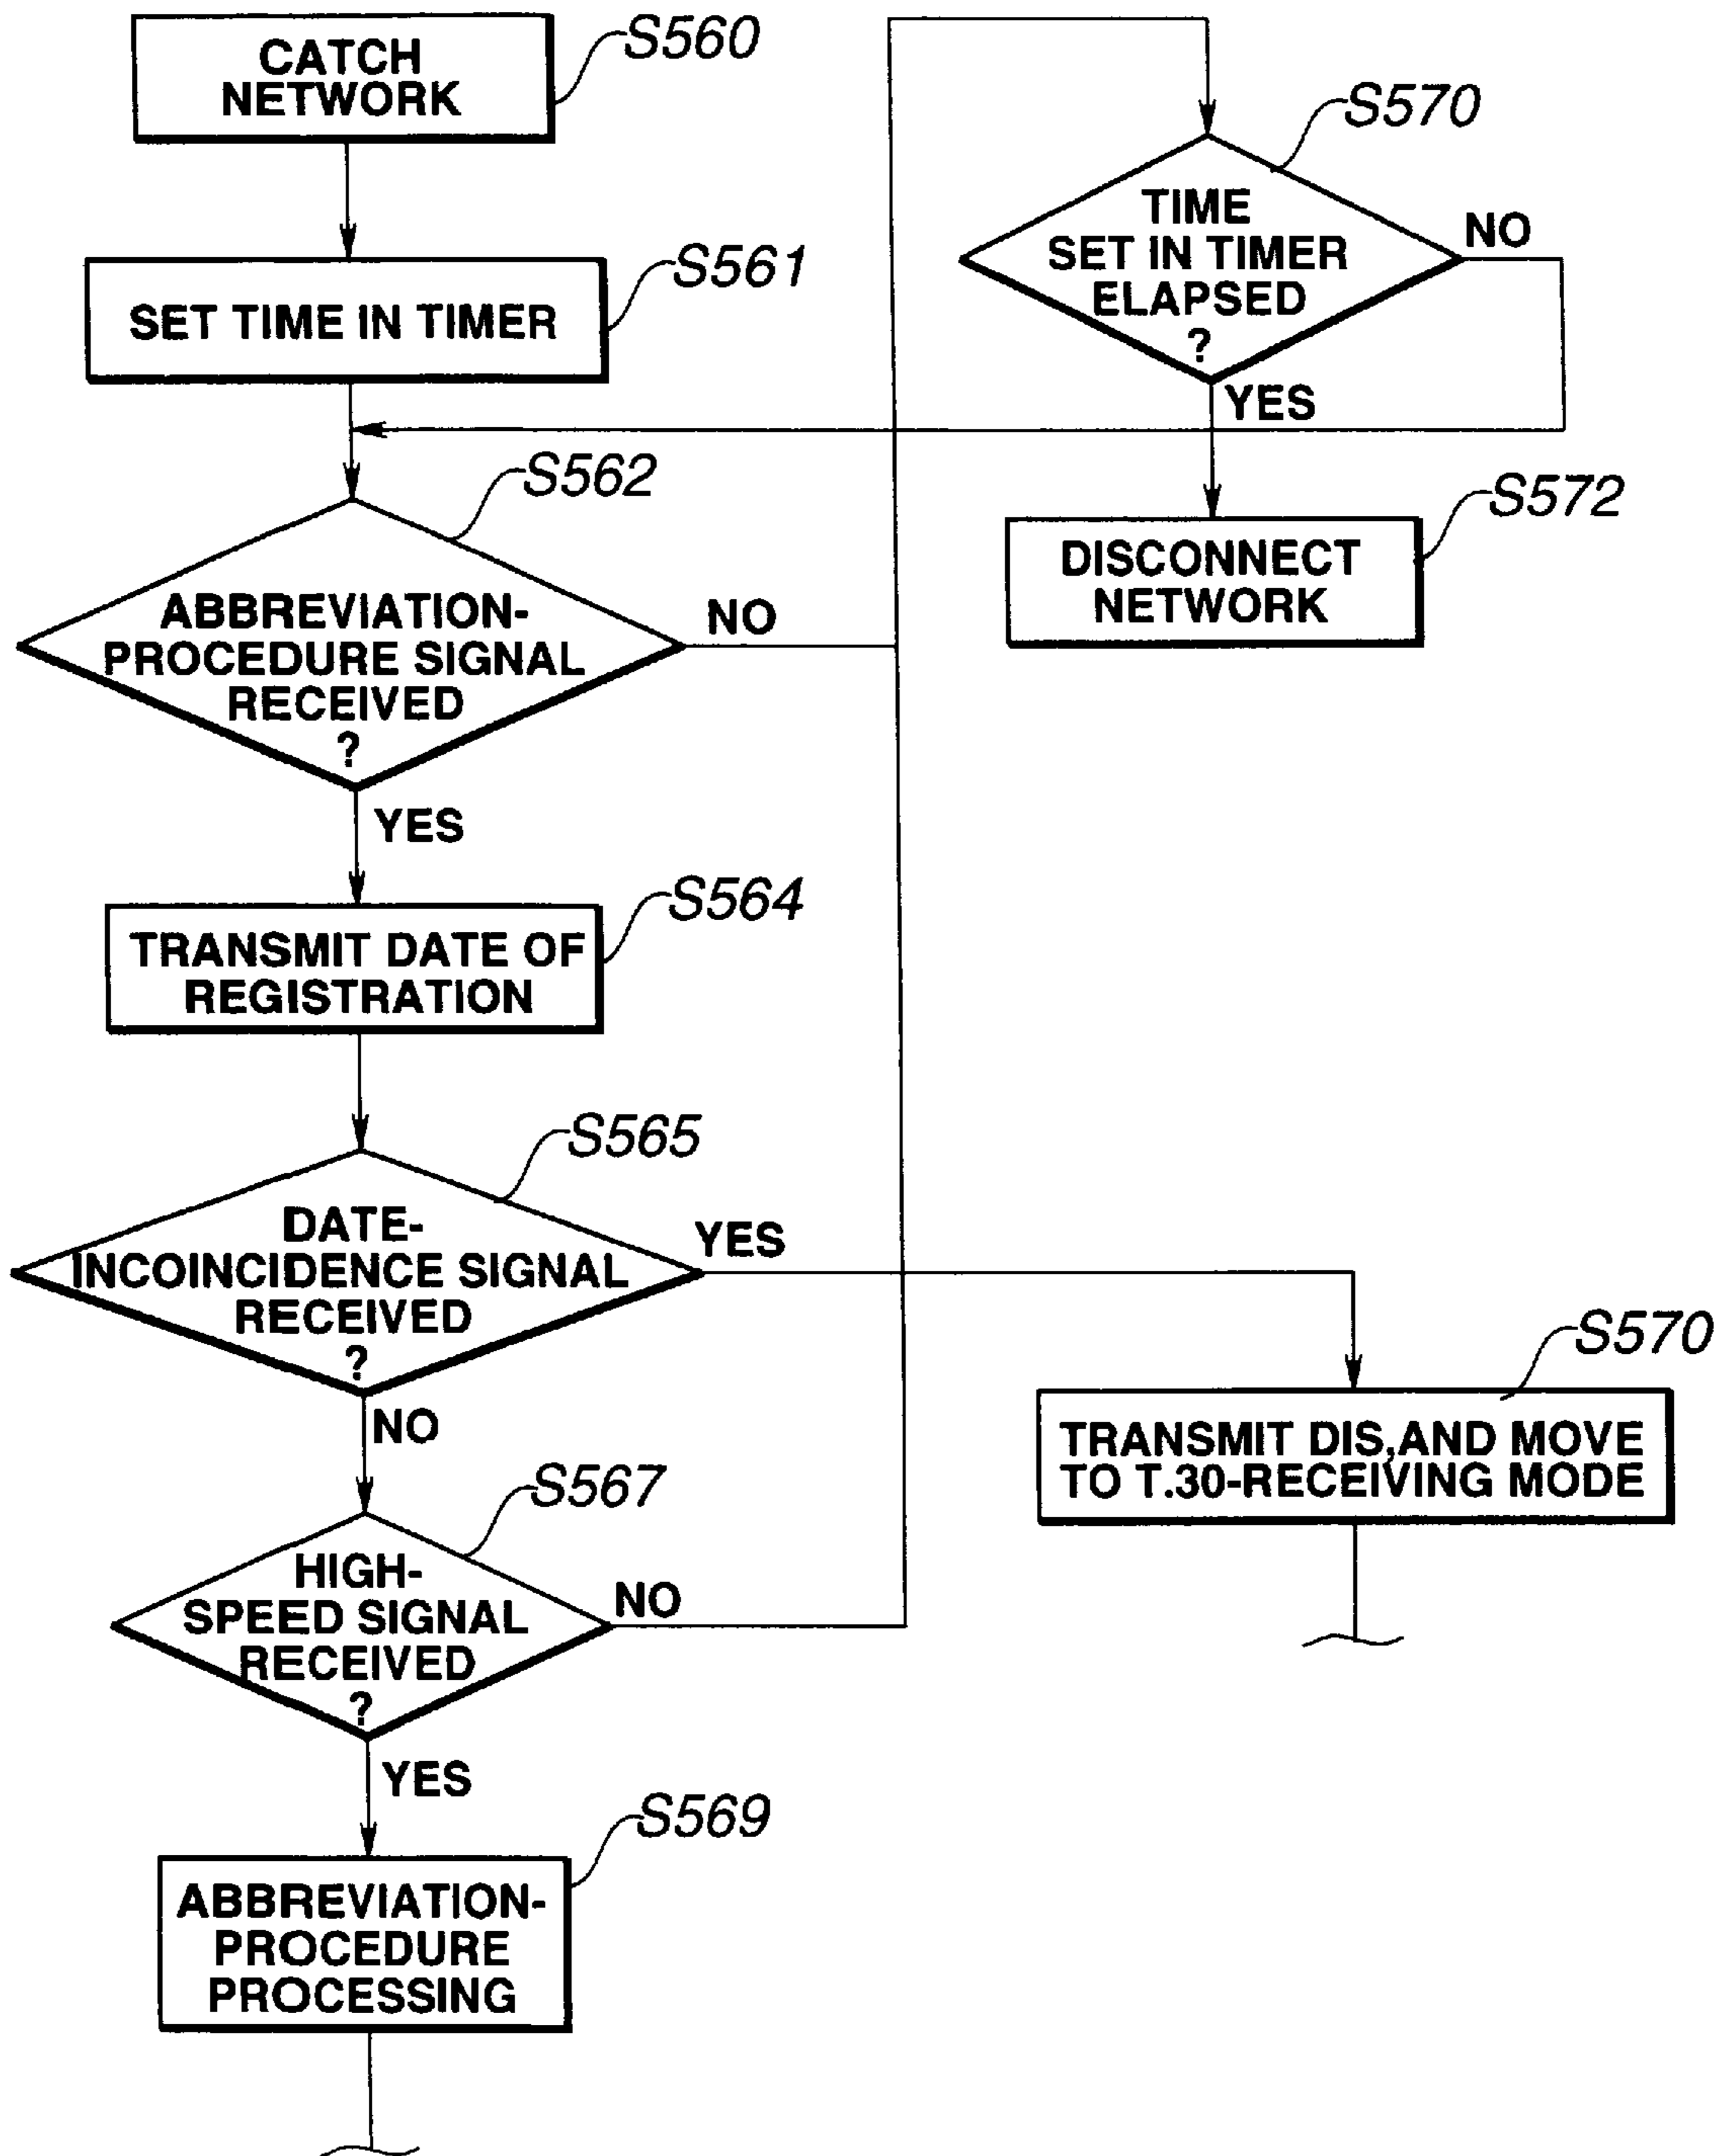 CATCH
NETWORK
S560
SET TIME IN TIMER
S561
ABBREVIATION-
PROCEDURE SIGNAL
RECEIVED
?
S562
NO
YES
TRANSMIT DATE OF
REGISTRATION
S564
DATE-
INCOINCIDENCE SIGNAL
RECEIVED
?
S565
YES
NO
HIGH-
SPEED SIGNAL
RECEIVED
?
S567
NO
YES
ABBREVIATION-
PROCEDURE
PROCESSING
S569
TIME
SET IN TIMER
ELAPSED
?
S570
NO
YES
DISCONNECT
NETWORK
S572
TRANSMIT DIS,AND MOVE
TO T.30-RECEIVING MODE
S570